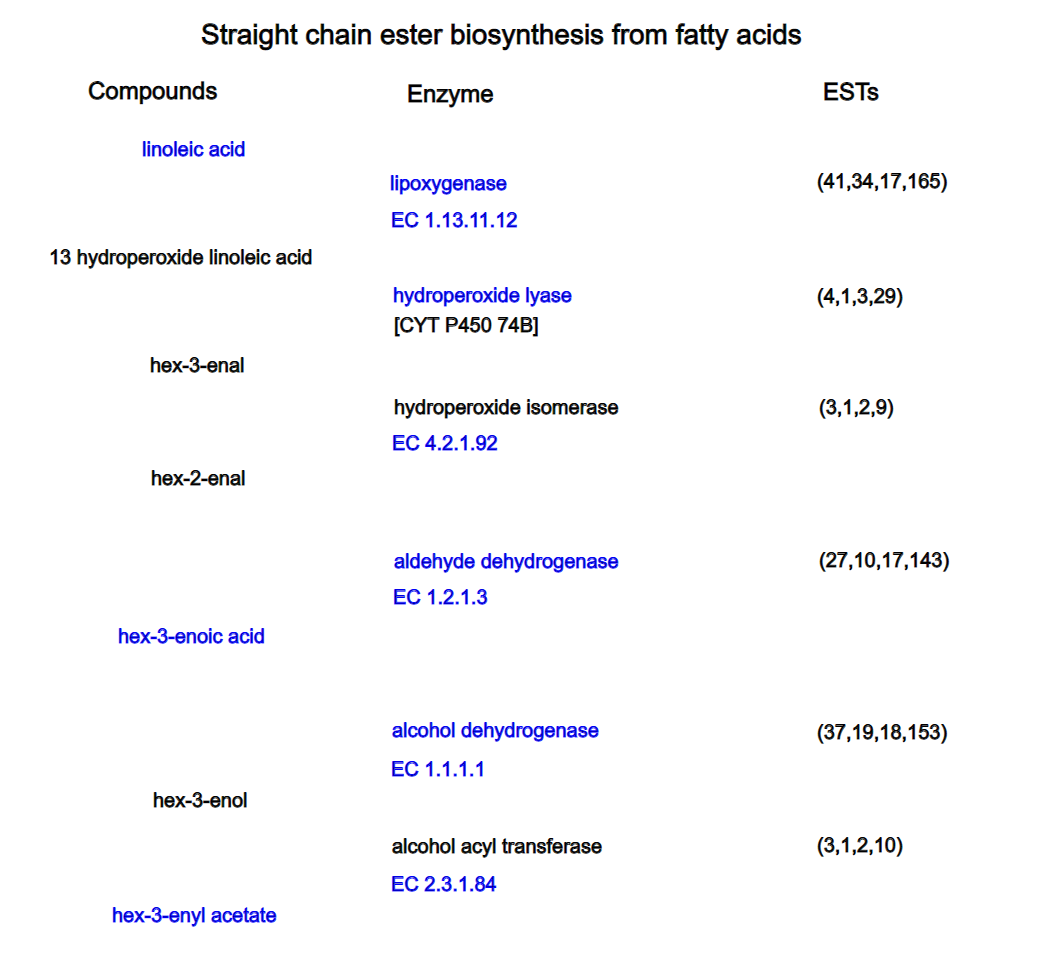 Straight chain ester biosynthesis from fatty acids
Compounds Enzyme ESTs
linoleic acid
lipoxygenase (41,34,17,165)
EC 1.13.11.12
13 hydroperoxide linoleic acid
hydroperoxide lyase (4,1,3,29)
[CYT P450 74B]
hex-3-enal
hydroperoxide isomerase (3,1,2,9)
EC 4.2.1.92
hex-2-enal
aldehyde dehydrogenase (27,10,17,143)
EC 1.2.1.3
hex-3-enoic acid
alcohol dehydrogenase (37,19,18,153)
EC 1.1.1.1
hex-3-enol
alcohol acyl transferase (3,1,2,10)
EC 2.3.1.84
hex-3-enyl acetate